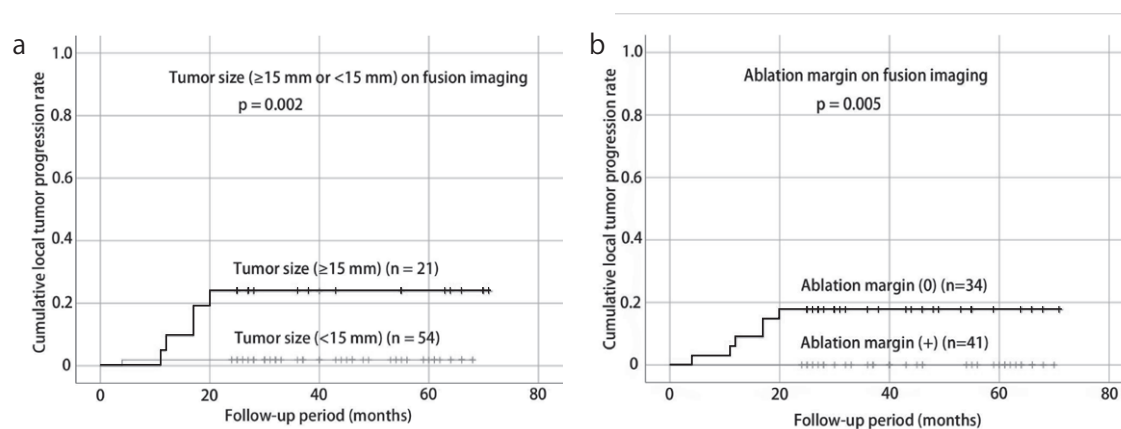 a
Cumulative local tumor progression rate
1.0
0.8
0.6
0.4
0.2
0
Tumor size (≥15 mm or <15 mm) on fusion imaging
p = 0.002
Tumor size (≥15 mm) (n = 21)
Tumor size (<15 mm) (n = 54)
0 20 40 60 80
Follow-up period (months)
b
Cumulative local tumor progression rate
1.0
0.8
0.6
0.4
0.2
0
Ablation margin on fusion imaging
p = 0.005
Ablation margin (0) (n=34)
Ablation margin (+) (n=41)
0 20 40 60 80
Follow-up period (months)